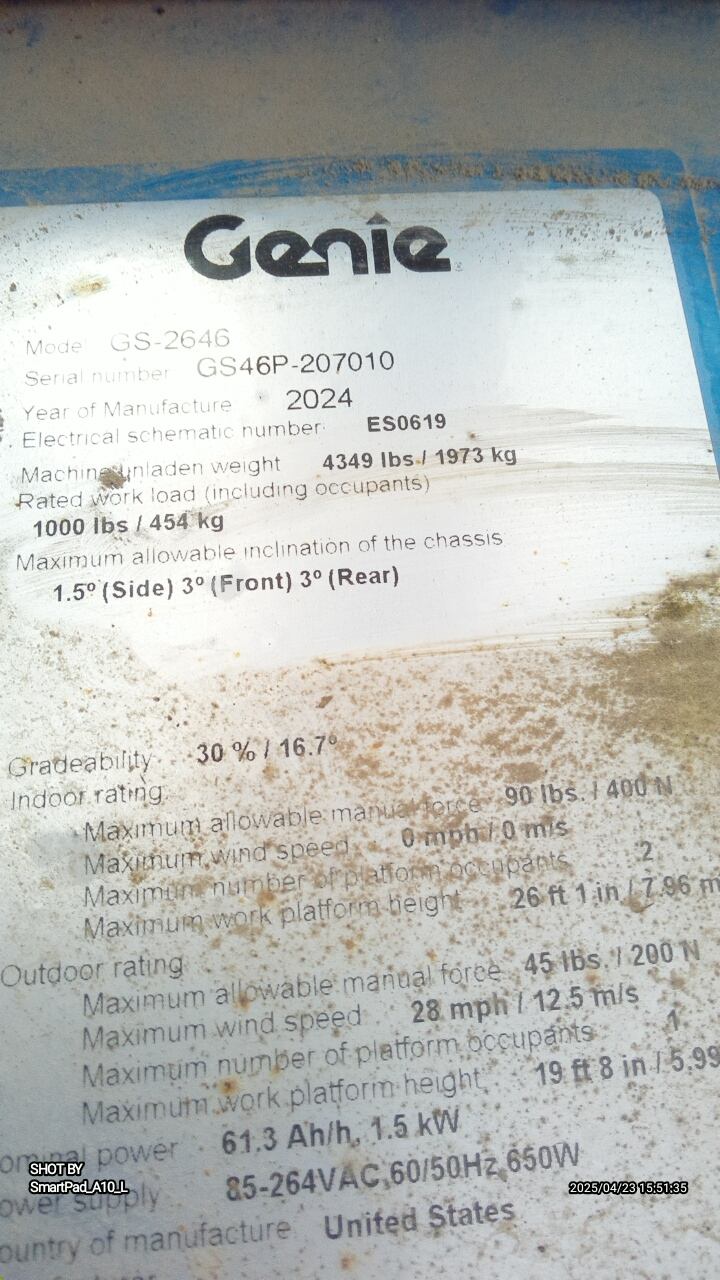 Genie
Model GS-2646
Serial number GS46P-207010
Year of Manufacture 2024
Electrical schematic number ES0619
Machine unladen weight 4349 lbs / 1973 kg
Rated work load (including occupants)
1000 lbs / 454 kg
Maximum allowable inclination of the chassis
1.5º (Side) 3º (Front) 3º (Rear)
Gradeability 30 % / 16.7º
Indoor rating
Maximum allowable manual force 90 lbs. / 400 N
Maximum wind speed 0 mph / 0 m/s
Maximum number of platform occupants 2
Maximum work platform height 26 ft 1 in / 7.96 m
Outdoor rating
Maximum allowable manual force 45 lbs. / 200 N
Maximum wind speed 28 mph / 12.5 m/s
Maximum number of platform occupants 1
Maximum work platform height 19 ft 8 in / 5.99
ominal power 61.3 Ah/h, 1.5 kW
ower supply 85-264VAC,60/50Hz,650W
ountry of manufacture United States
SHOT BY
SmartPad_A10_L
2025/04/23 15:51:35